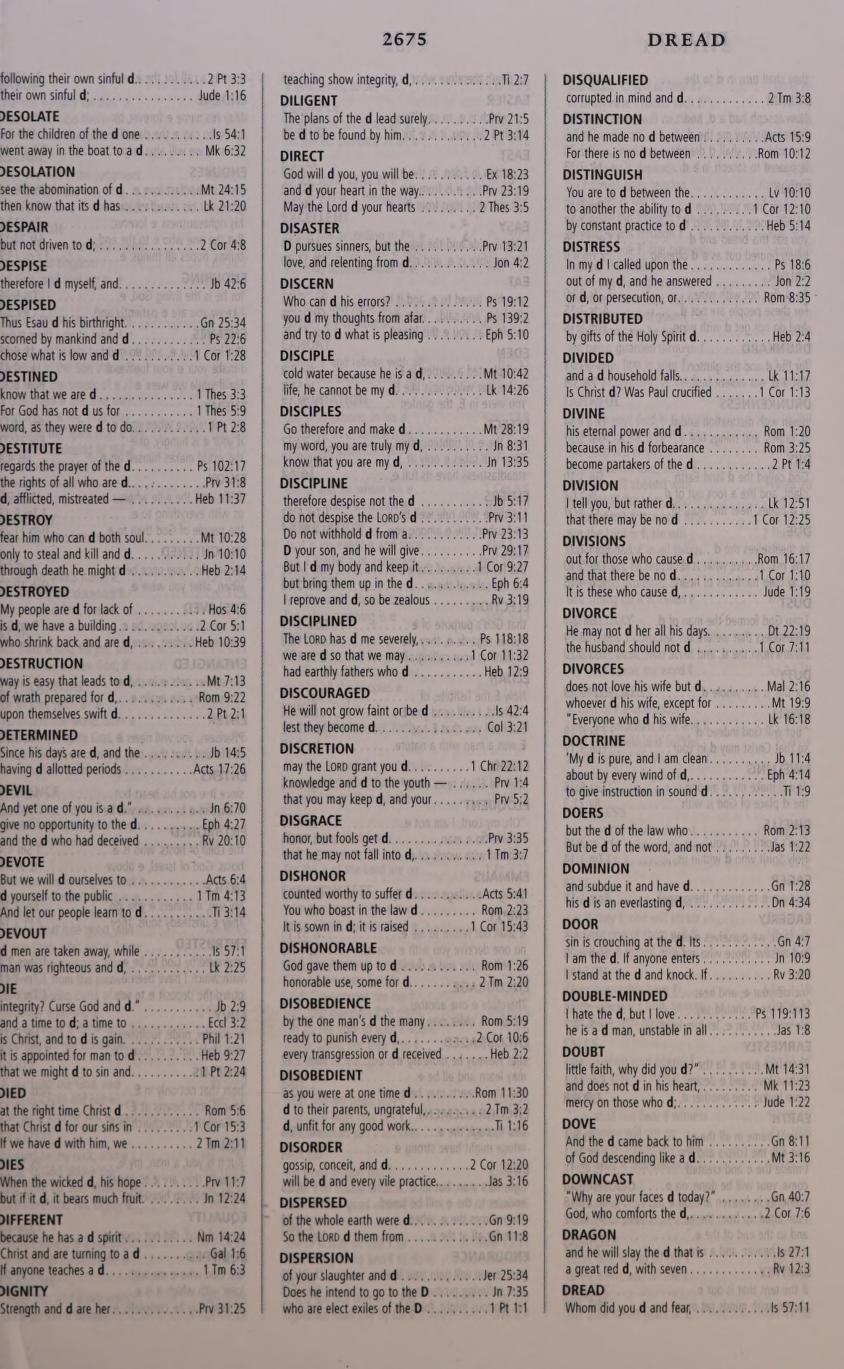 2675
DREAD
following their own sinful d. . . . . . . . . . . . 2 Pt 3:3
their own sinful d; . . . . . . . . . . . . . . . Jude 1:16
DESOLATE
For the children of the d one . . . . . . . . . . . Is 54:1
went away in the boat to a d . . . . . . . . . Mk 6:32
DESOLATION
see the abomination of d . . . . . . . . . . . . Mt 24:15
then know that its d has . . . . . . . . . . . . Lk 21:20
DESPAIR
but not driven to d; . . . . . . . . . . . . . . . . 2 Cor 4:8
DESPISE
therefore I d myself, and. . . . . . . . . . . . . Jb 42:6
DESPISED
Thus Esau d his birthright. . . . . . . . . . . . Gn 25:34
scorned by mankind and d . . . . . . . . . . . . Ps 22:6
chose what is low and d . . . . . . . . . . . 1 Cor 1:28
DESTINED
know that we are d . . . . . . . . . . . . . . . 1 Thes 3:3
For God has not d us for . . . . . . . . . . . 1 Thes 5:9
word, as they were d to do. . . . . . . . . . . . 1 Pt 2:8
DESTITUTE
regards the prayer of the d. . . . . . . . . . Ps 102:17
the rights of all who are d. . . . . . . . . . . . Prv 31:8
d, afflicted, mistreated — . . . . . . . . . . Heb 11:37
DESTROY
fear him who can d both soul. . . . . . . . . Mt 10:28
only to steal and kill and d. . . . . . . . . . . Jn 10:10
through death he might d . . . . . . . . . . . Heb 2:14
DESTROYED
My people are d for lack of . . . . . . . . . . . Hos 4:6
is d, we have a building . . . . . . . . . . . . . 2 Cor 5:1
who shrink back and are d, . . . . . . . . . Heb 10:39
DESTRUCTION
way is easy that leads to d, . . . . . . . . . . . Mt 7:13
of wrath prepared for d, . . . . . . . . . . . . Rom 9:22
upon themselves swift d. . . . . . . . . . . . . . 2 Pt 2:1
DETERMINED
Since his days are d, and the . . . . . . . . . . Jb 14:5
having d allotted periods . . . . . . . . . . . Acts 17:26
DEVIL
And yet one of you is a d." . . . . . . . . . . . Jn 6:70
give no opportunity to the d. . . . . . . . . . Eph 4:27
and the d who had deceived . . . . . . . . . Rv 20:10
DEVOTE
But we will d ourselves to . . . . . . . . . . . . Acts 6:4
d yourself to the public . . . . . . . . . . . . 1 Tm 4:13
And let our people learn to d . . . . . . . . . . Ti 3:14
DEVOUT
d men are taken away, while . . . . . . . . . . . Is 57:1
man was righteous and d, . . . . . . . . . . . . Lk 2:25
DIE
integrity? Curse God and d." . . . . . . . . . . . Jb 2:9
and a time to d; a time to . . . . . . . . . . . . Eccl 3:2
is Christ, and to d is gain. . . . . . . . . . . . Phil 1:21
it is appointed for man to d . . . . . . . . . . Heb 9:27
that we might d to sin and. . . . . . . . . . . 1 Pt 2:24
DIED
at the right time Christ d . . . . . . . . . . . . Rom 5:6
that Christ d for our sins in . . . . . . . . . . 1 Cor 15:3
If we have d with him, we . . . . . . . . . . 2 Tm 2:11
DIES
When the wicked d, his hope . . . . . . . . . . Prv 11:7
but if it d, it bears much fruit. . . . . . . . . Jn 12:24
DIFFERENT
because he has a d spirit . . . . . . . . . . . . Nm 14:24
Christ and are turning to a d . . . . . . . . . . Gal 1:6
If anyone teaches a d. . . . . . . . . . . . . . . 1 Tm 6:3
DIGNITY
Strength and d are her. . . . . . . . . . . . . . Prv 31:25
teaching show integrity, d, . . . . . . . . . . . . . Ti 2:7
DILIGENT
The plans of the d lead surely. . . . . . . . . . Prv 21:5
be d to be found by him. . . . . . . . . . . . . 2 Pt 3:14
DIRECT
God will d you, you will be. . . . . . . . . . . Ex 18:23
and d your heart in the way. . . . . . . . . . Prv 23:19
May the Lord d your hearts . . . . . . . . . 2 Thes 3:5
DISASTER
D pursues sinners, but the . . . . . . . . . . . Prv 13:21
love, and relenting from d. . . . . . . . . . . . . Jon 4:2
DISCERN
Who can d his errors? . . . . . . . . . . . . . . Ps 19:12
you d my thoughts from afar. . . . . . . . . . Ps 139:2
and try to d what is pleasing . . . . . . . . . Eph 5:10
DISCIPLE
cold water because he is a d, . . . . . . . . . Mt 10:42
life, he cannot be my d. . . . . . . . . . . . . . Lk 14:26
DISCIPLES
Go therefore and make d . . . . . . . . . . . . Mt 28:19
my word, you are truly my d, . . . . . . . . . . Jn 8:31
know that you are my d, . . . . . . . . . . . . Jn 13:35
DISCIPLINE
therefore despise not the d . . . . . . . . . . . Jb 5:17
do not despise the LORD's d . . . . . . . . . . Prv 3:11
Do not withhold d from a. . . . . . . . . . . . Prv 23:13
D your son, and he will give. . . . . . . . . . Prv 29:17
But I d my body and keep it . . . . . . . . . 1 Cor 9:27
but bring them up in the d. . . . . . . . . . . . Eph 6:4
I reprove and d, so be zealous . . . . . . . . . Rv 3:19
DISCIPLINED
The LORD has d me severely, . . . . . . . . . Ps 118:18
we are d so that we may . . . . . . . . . . . 1 Cor 11:32
had earthly fathers who d . . . . . . . . . . . Heb 12:9
DISCOURAGED
He will not grow faint or be d . . . . . . . . . . Is 42:4
lest they become d. . . . . . . . . . . . . . . . . Col 3:21
DISCRETION
may the LORD grant you d. . . . . . . . . . 1 Chr 22:12
knowledge and d to the youth — . . . . . . Prv 1:4
that you may keep d, and your . . . . . . . . . Prv 5:2
DISGRACE
honor, but fools get d. . . . . . . . . . . . . . . . Prv 3:35
that he may not fall into d, . . . . . . . . . . . 1 Tm 3:7
DISHONOR
counted worthy to suffer d . . . . . . . . . . . Acts 5:41
You who boast in the law d . . . . . . . . . Rom 2:23
It is sown in d; it is raised . . . . . . . . . 1 Cor 15:43
DISHONORABLE
God gave them up to d . . . . . . . . . . . . Rom 1:26
honorable use, some for d. . . . . . . . . . . 2 Tm 2:20
DISOBEDIENCE
by the one man's d the many . . . . . . . . Rom 5:19
ready to punish every d, . . . . . . . . . . . . 2 Cor 10:6
every transgression or d received . . . . . . . Heb 2:2
DISOBEDIENT
as you were at one time d . . . . . . . . . . Rom 11:30
d to their parents, ungrateful, . . . . . . . . . 2 Tm 3:2
d, unfit for any good work. . . . . . . . . . . . . Ti 1:16
DISORDER
gossip, conceit, and d. . . . . . . . . . . . . 2 Cor 12:20
will be d and every vile practice. . . . . . . . . Jas 3:16
DISPERSED
of the whole earth were d. . . . . . . . . . . . . Gn 9:19
So the LORD d them from . . . . . . . . . . . . Gn 11:8
DISPERSION
of your slaughter and d . . . . . . . . . . . . . Jer 25:34
Does he intend to go to the D . . . . . . . . . Jn 7:35
who are elect exiles of the D . . . . . . . . . . 1 Pt 1:1
DISQUALIFIED
corrupted in mind and d. . . . . . . . . . . . . 2 Tm 3:8
DISTINCTION
and he made no d between . . . . . . . . . . Acts 15:9
For there is no d between . . . . . . . . . . Rom 10:12
DISTINGUISH
You are to d between the. . . . . . . . . . . . Lv 10:10
to another the ability to d . . . . . . . . . 1 Cor 12:10
by constant practice to d . . . . . . . . . . . . Heb 5:14
DISTRESS
In my d I called upon the . . . . . . . . . . . . . Ps 18:6
out of my d, and he answered . . . . . . . . . Jon 2:2
or d, or persecution, or. . . . . . . . . . . . . Rom 8:35
DISTRIBUTED
by gifts of the Holy Spirit d. . . . . . . . . . . . Heb 2:4
DIVIDED
and a d household falls. . . . . . . . . . . . . . Lk 11:17
Is Christ d? Was Paul crucified . . . . . . . 1 Cor 1:13
DIVINE
his eternal power and d . . . . . . . . . . . . Rom 1:20
because in his d forbearance . . . . . . . . Rom 3:25
become partakers of the d . . . . . . . . . . . . 2 Pt 1:4
DIVISION
I tell you, but rather d. . . . . . . . . . . . . . . Lk 12:51
that there may be no d . . . . . . . . . . . 1 Cor 12:25
DIVISIONS
out for those who cause d . . . . . . . . . . Rom 16:17
and that there be no d. . . . . . . . . . . . . . 1 Cor 1:10
It is these who cause d, . . . . . . . . . . . . Jude 1:19
DIVORCE
He may not d her all his days. . . . . . . . . Dt 22:19
the husband should not d . . . . . . . . . . . 1 Cor 7:11
DIVORCES
does not love his wife but d. . . . . . . . . . Mal 2:16
whoever d his wife, except for . . . . . . . . . Mt 19:9
"Everyone who d his wife. . . . . . . . . . . . Lk 16:18
DOCTRINE
'My d is pure, and I am clean . . . . . . . . . . Jb 11:4
about by every wind of d, . . . . . . . . . . . Eph 4:14
to give instruction in sound d. . . . . . . . . . . . Ti 1:9
DOERS
but the d of the law who . . . . . . . . . . . Rom 2:13
But be d of the word, and not . . . . . . . . . Jas 1:22
DOMINION
and subdue it and have d. . . . . . . . . . . . . Gn 1:28
his d is an everlasting d, . . . . . . . . . . . . . Dn 4:34
DOOR
sin is crouching at the d. Its . . . . . . . . . . . . Gn 4:7
I am the d. If anyone enters . . . . . . . . . . . Jn 10:9
I stand at the d and knock. If . . . . . . . . . . Rv 3:20
DOUBLE-MINDED
I hate the d, but I love . . . . . . . . . . . . . Ps 119:113
he is a d man, unstable in all . . . . . . . . . . . Jas 1:8
DOUBT
little faith, why did you d?" . . . . . . . . . . . Mt 14:31
and does not d in his heart, . . . . . . . . . Mk 11:23
mercy on those who d; . . . . . . . . . . . . . Jude 1:22
DOVE
And the d came back to him . . . . . . . . . . Gn 8:11
of God descending like a d . . . . . . . . . . . . Mt 3:16
DOWNCAST
"Why are your faces d today?" . . . . . . . . Gn 40:7
God, who comforts the d, . . . . . . . . . . . . 2 Cor 7:6
DRAGON
and he will slay the d that is . . . . . . . . . . . Is 27:1
a great red d, with seven . . . . . . . . . . . . . Rv 12:3
DREAD
Whom did you d and fear, . . . . . . . . . . . . Is 57:11